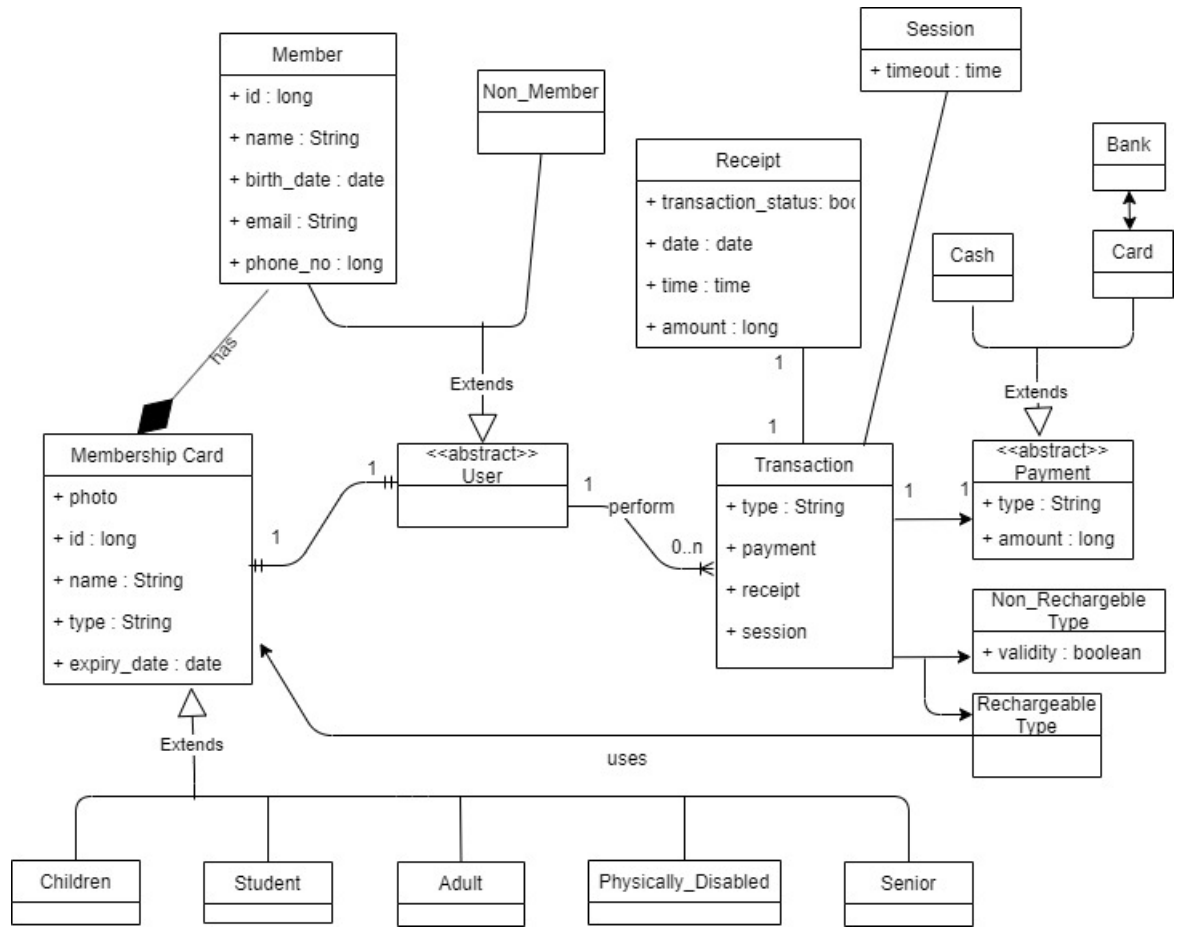 Member
+ id : long
+ name : String
+ birth_date : date
+ email : String
+ phone_no : long
Non_Member
Session
+ timeout : time
Receipt
+ transaction_status: boo
+ date : date
+ time : time
+ amount : long
Bank
Card
Cash
has
Extends
1
1
Extends
Membership Card
+ photo
+ id : long
+ name : String
+ type : String
+ expiry_date : date
1
1
<<abstract>>
User
1
perform
0..n
Transaction
+ type : String
+ payment
+ receipt
+ session
1
1
<<abstract>>
Payment
+ type : String
+ amount : long
Non_Rechargeble
Type
+ validity : boolean
Rechargeable
Type
uses
Extends
Children
Student
Adult
Physically_Disabled
Senior